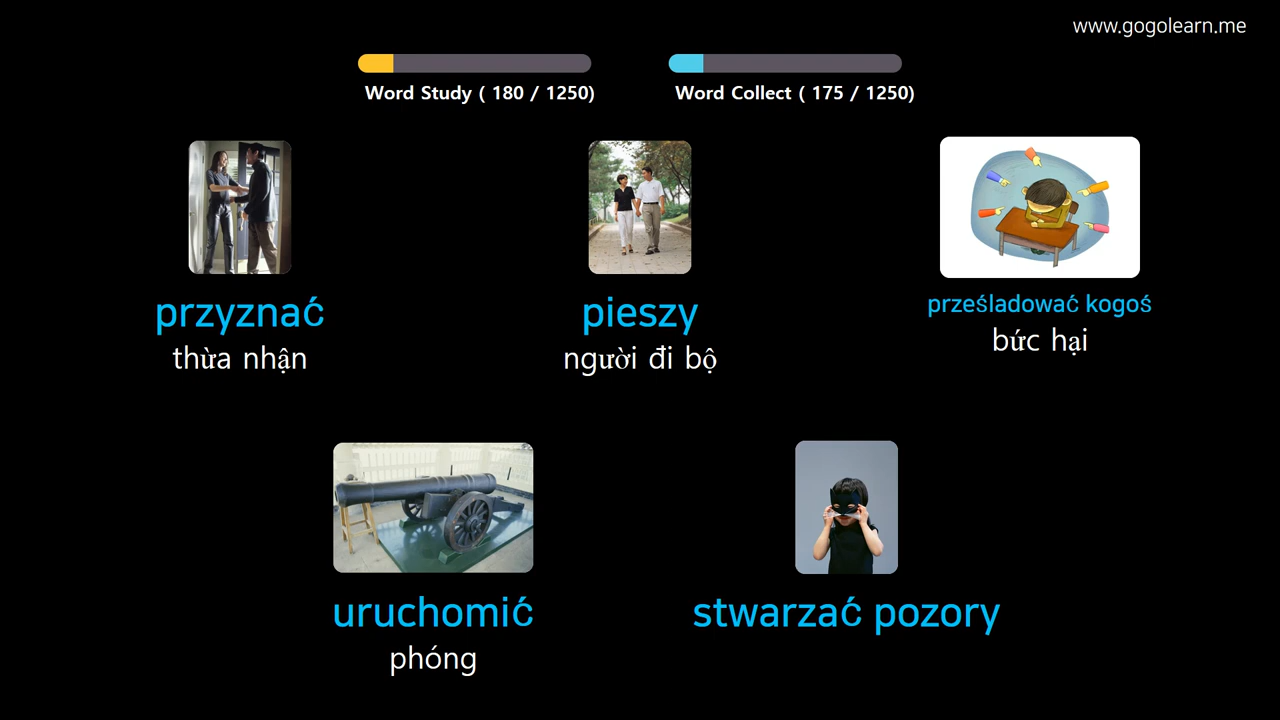 www.gogolearn.me
Word Study ( 180 / 1250)
Word Collect ( 175 / 1250)
przyznać
thừa nhận
pieszy
người đi bộ
prześladować kogoś
bức hại
uruchomić
phóng
stwarzać pozory